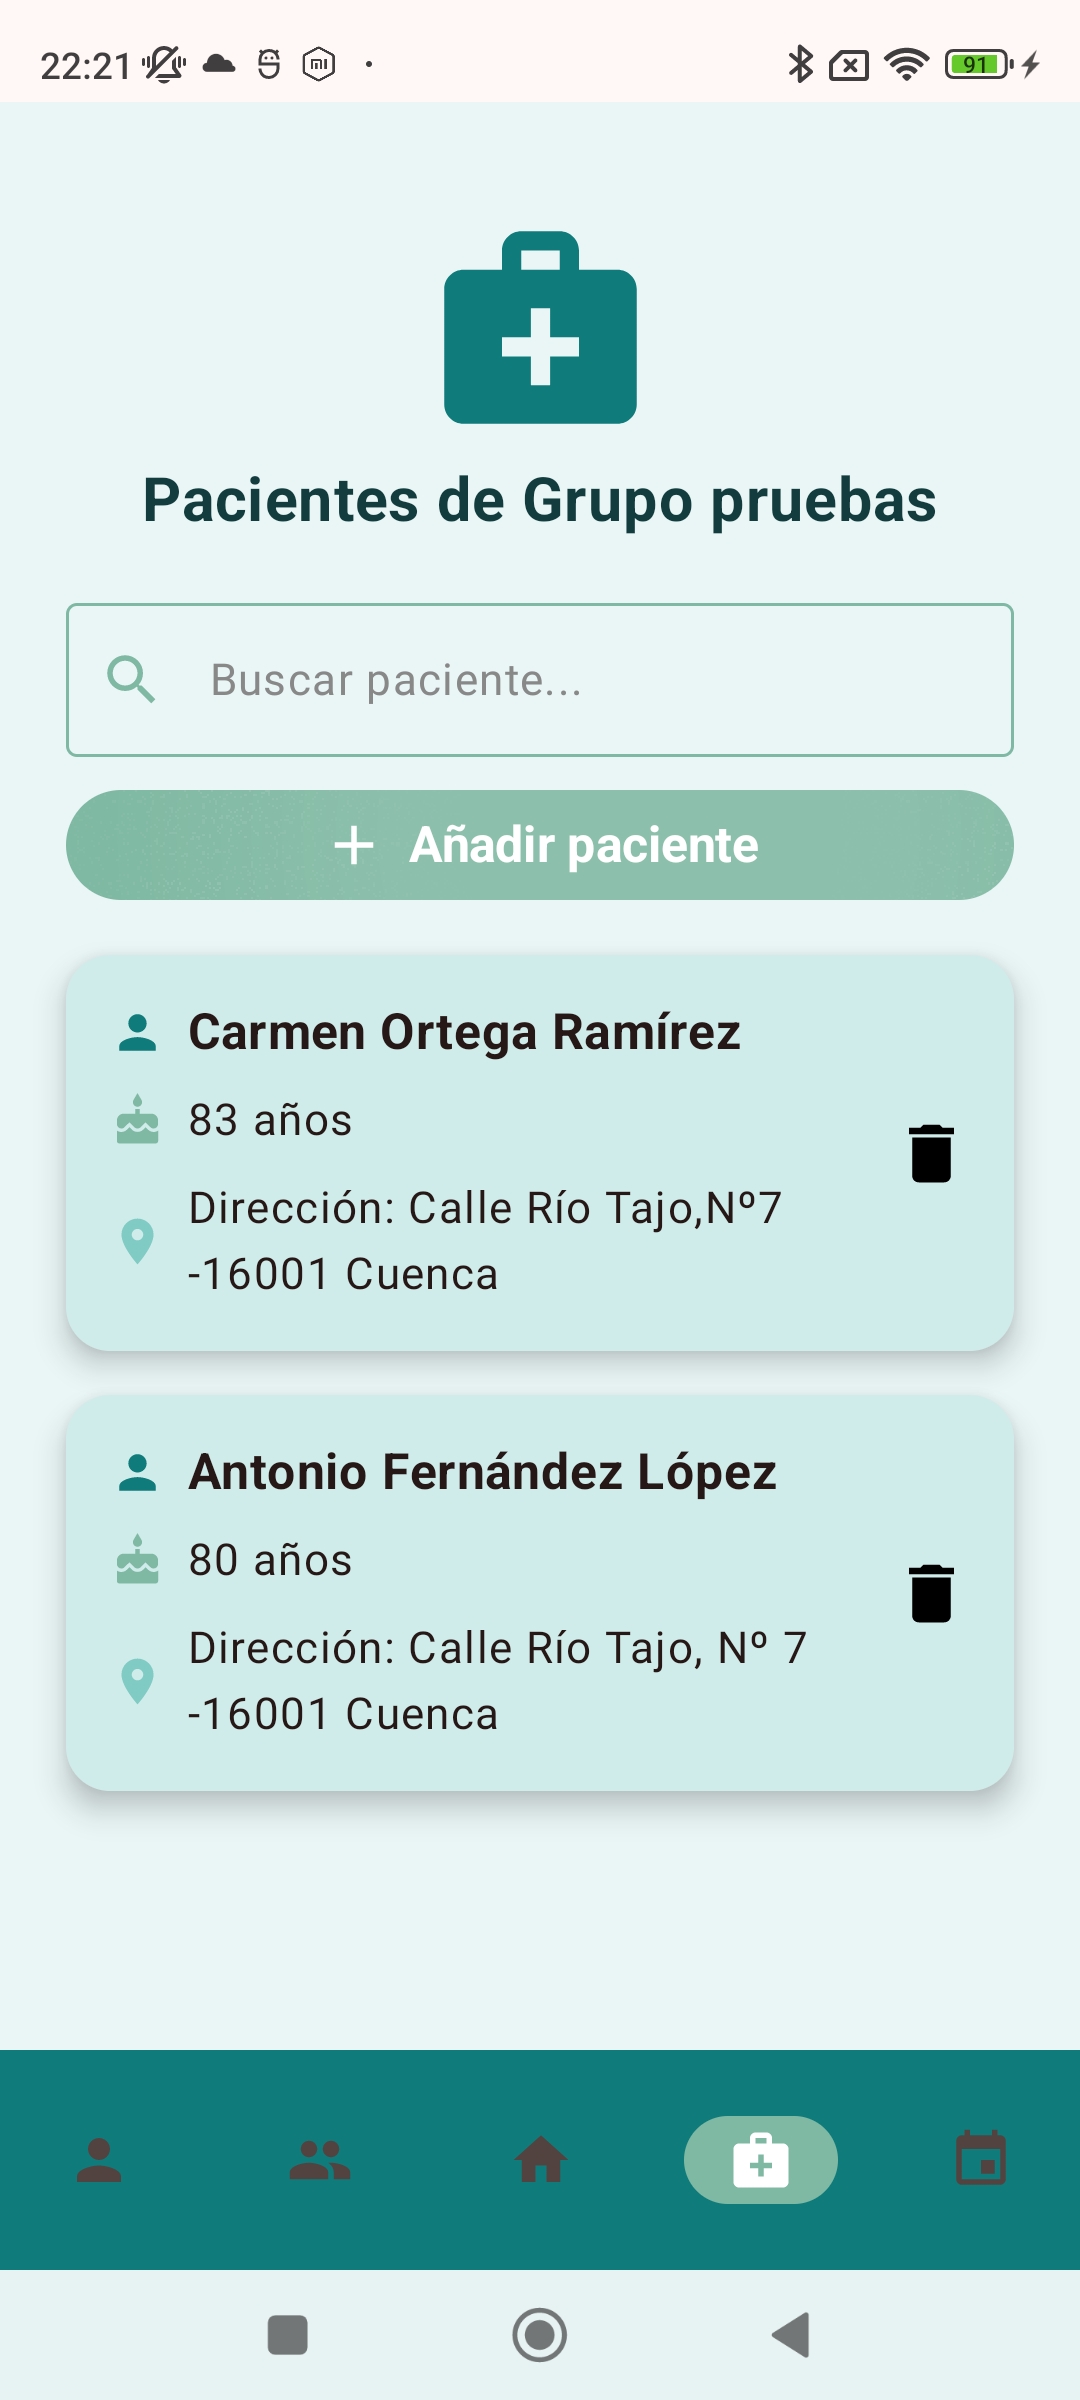 22:21
91
Pacientes de Grupo pruebas
Buscar paciente...
Añadir paciente
Carmen Ortega Ramírez
83 años
Dirección: Calle Río Tajo,Nº7
-16001 Cuenca
Antonio Fernández López
80 años
Dirección: Calle Río Tajo, Nº 7
-16001 Cuenca